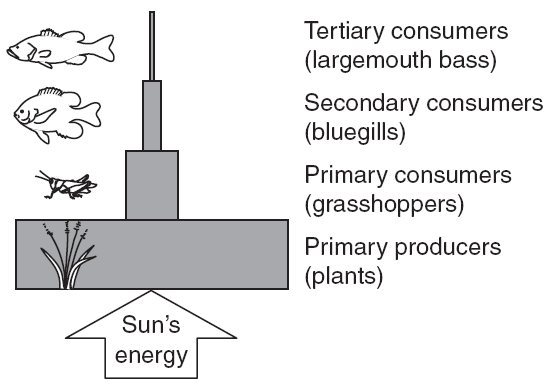 Tertiary consumers
(largemouth bass)
Secondary consumers
(bluegills)
Primary consumers
(grasshoppers)
Primary producers
(plants)
Sun's
energy